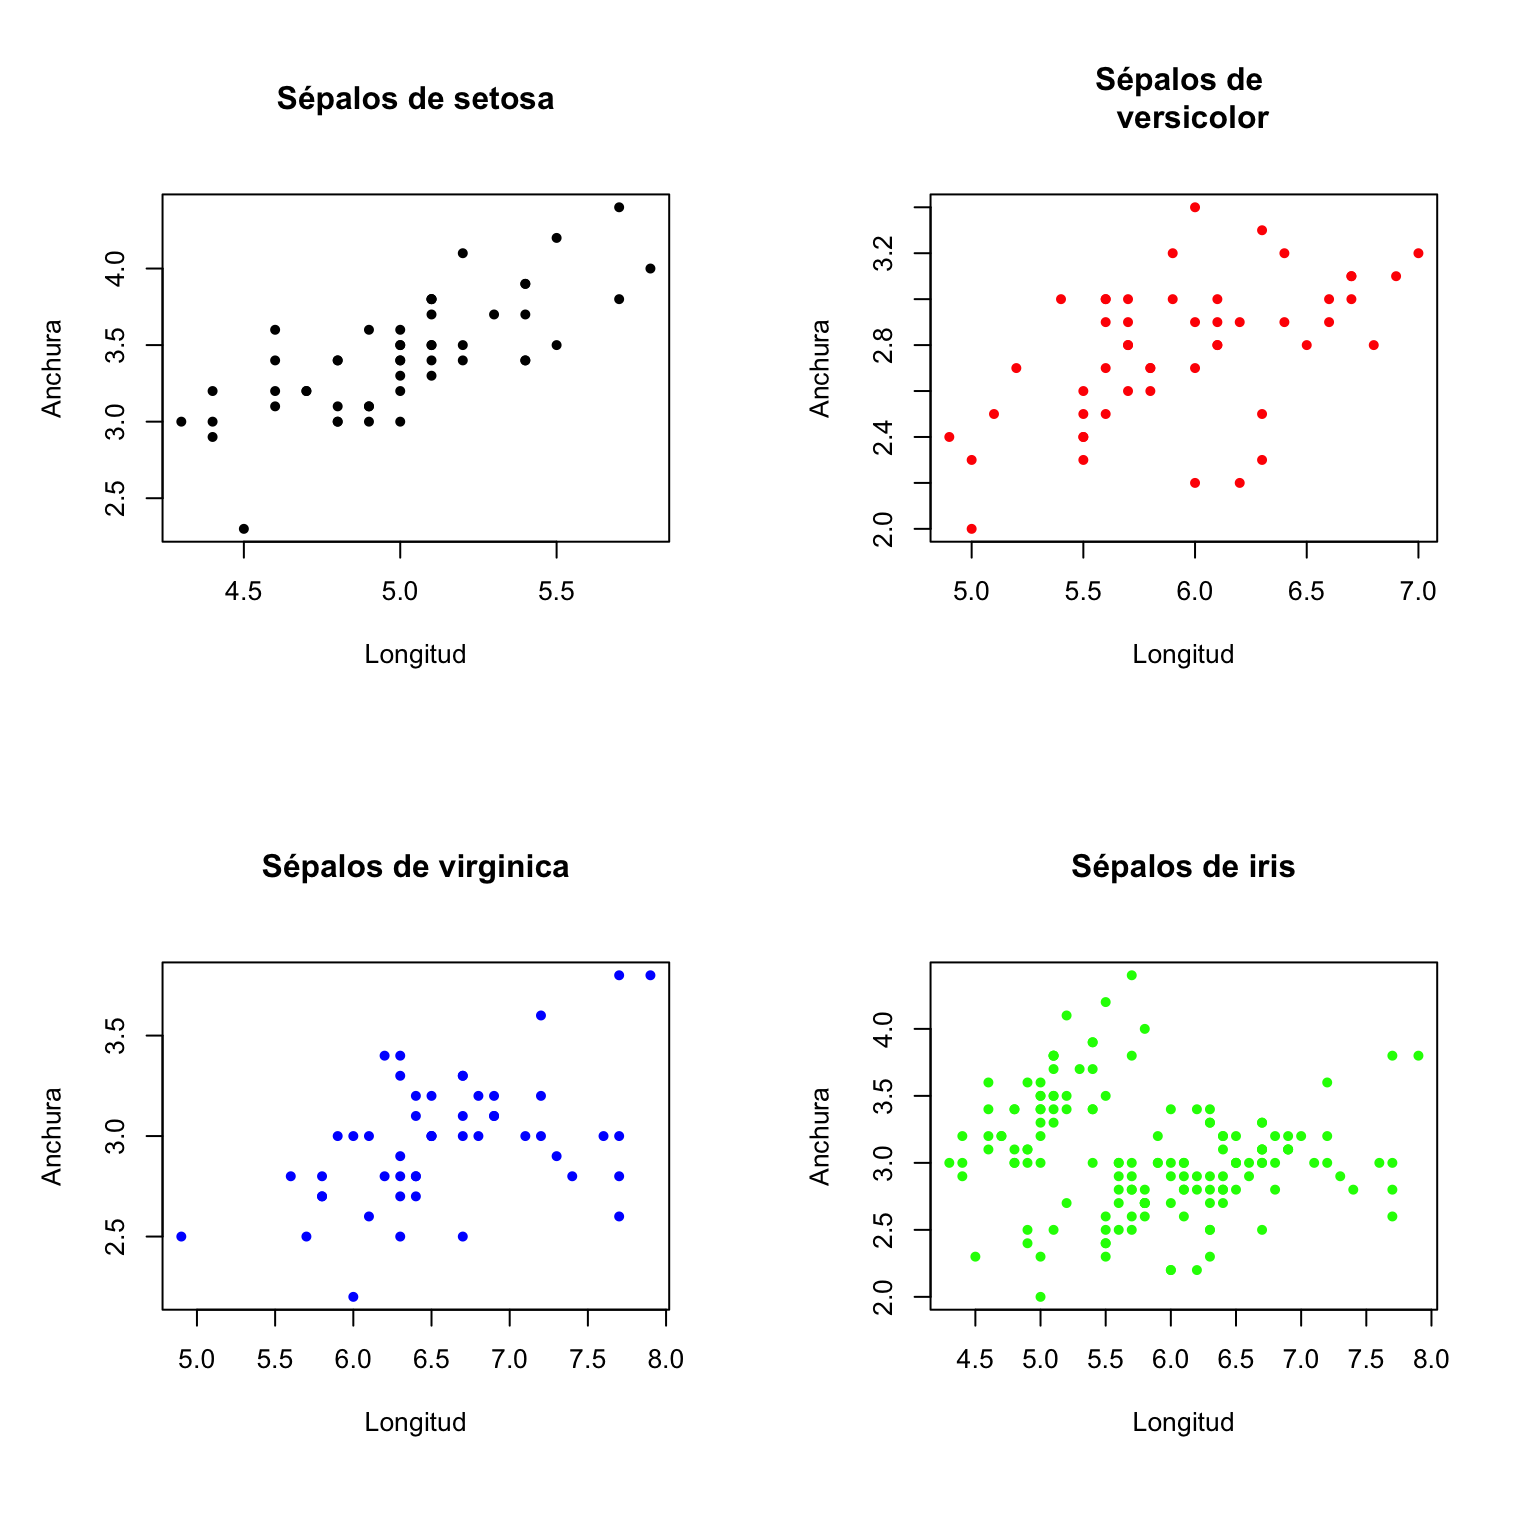 Sépalos de setosa
Anchura
4.0
3.5
3.0
2.5
4.5 5.0 5.5
Longitud
Sépalos de
versicolor
Anchura
3.2
2.8
2.4
2.0
5.0 5.5 6.0 6.5 7.0
Longitud
Sépalos de virginica
Anchura
3.5
3.0
2.5
5.0 5.5 6.0 6.5 7.0 7.5 8.0
Longitud
Sépalos de iris
Anchura
4.0
3.5
3.0
2.5
2.0
4.5 5.0 5.5 6.0 6.5 7.0 7.5 8.0
Longitud